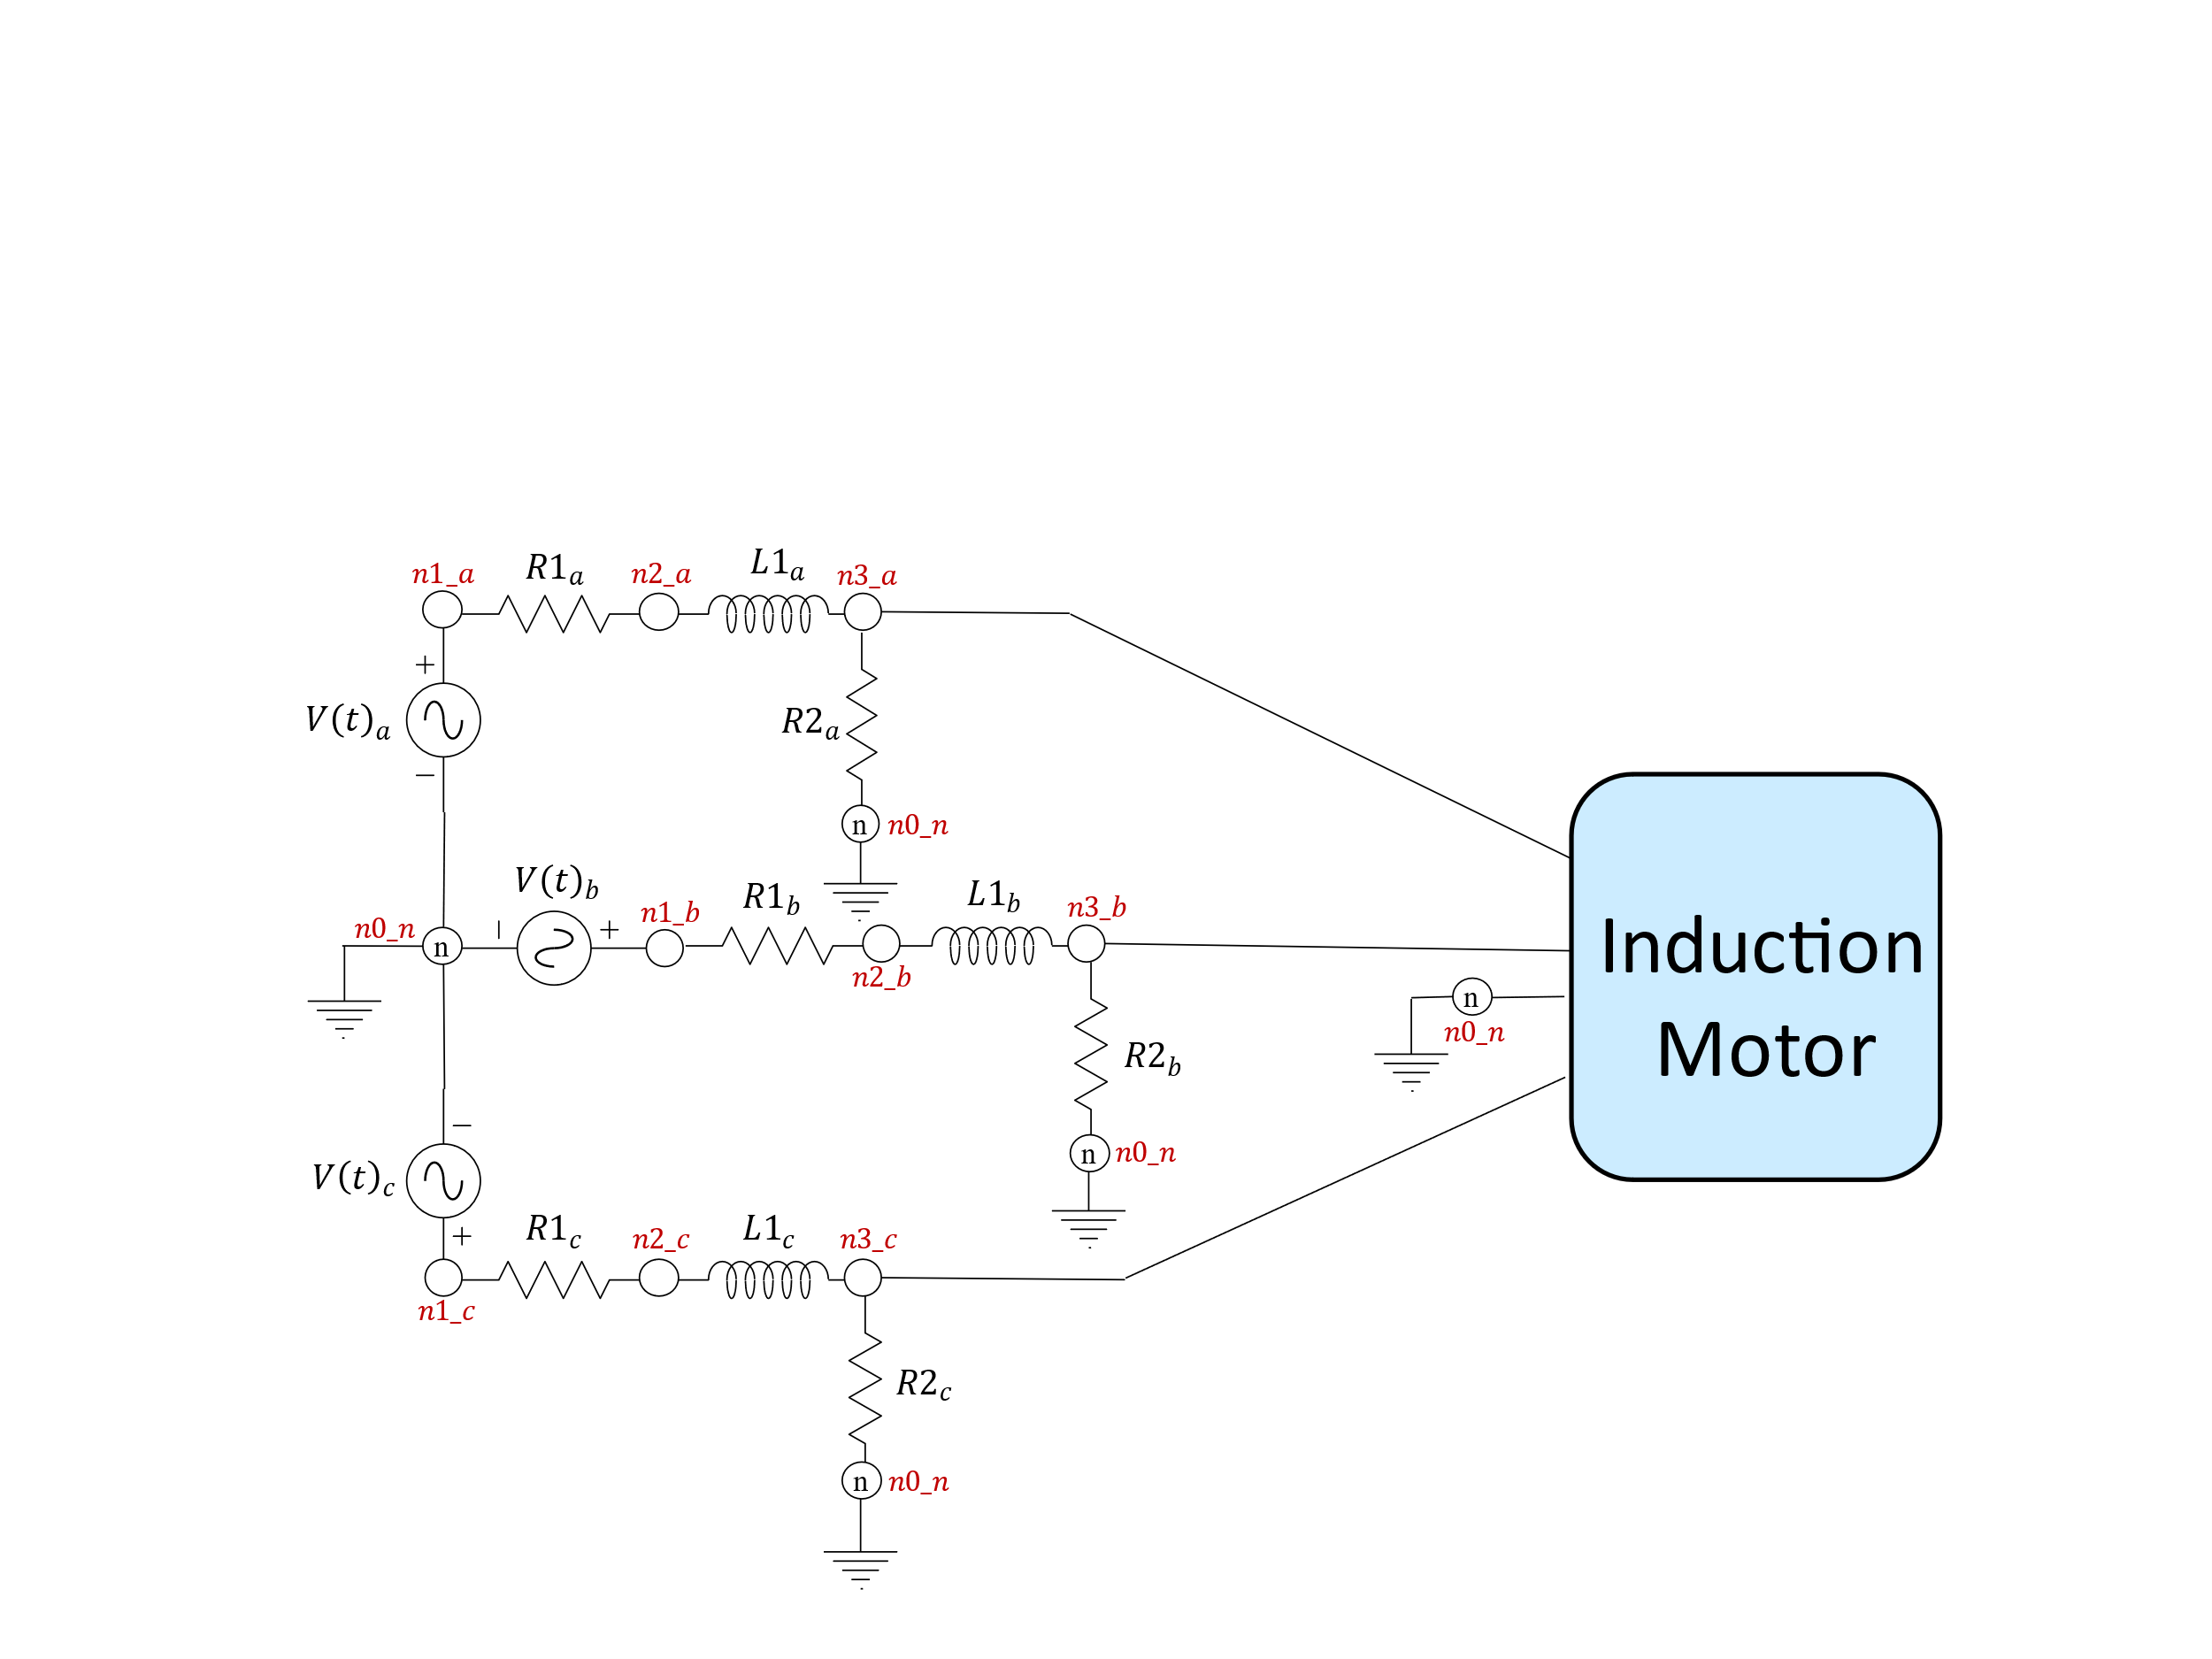 n1_a
R1a
n2_a
L1a
n3_a
+
V(t)a
−
R2a
n
n0_n
n0_n
n
−
V(t)b
+
n1_b
R1b
n2_b
L1b
n3_b
R2b
n
n0_n
n
n0_n
Induction
Motor
−
V(t)c
+
n1_c
R1c
n2_c
L1c
n3_c
R2c
n
n0_n